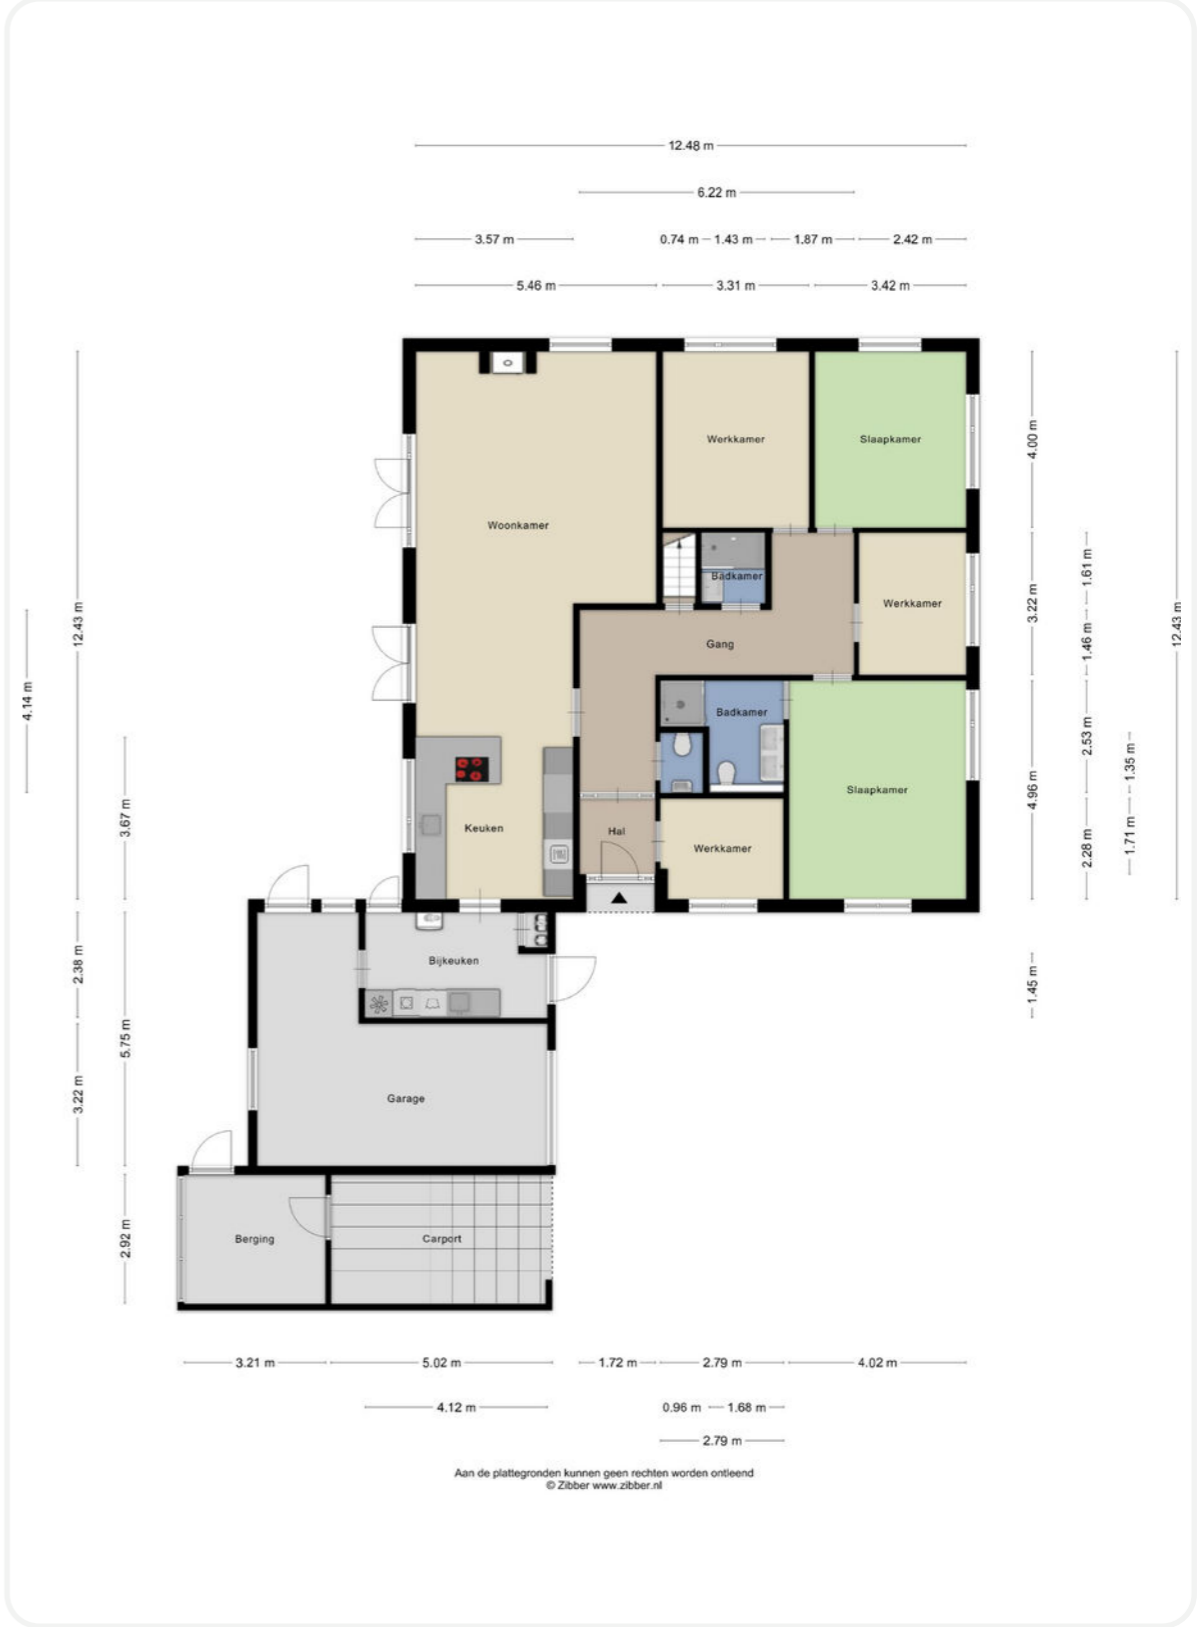 12.48 m
6.22 m
3.57 m
0.74 m
1.43 m
1.87 m
2.42 m
5.46 m
3.31 m
3.42 m
Werkkamer
Slaapkamer
4.00 m
Woonkamer
Badkamer
1.61 m
12.43 m
Werkkamer
3.22 m
12.43 m
Gang
1.46 m
4.14 m
Badkamer
2.53 m
1.35 m
Slaapkamer
4.96 m
3.67 m
Keuken
Hal
Werkkamer
2.28 m
1.71 m
2.38 m
Bijkeuken
1.45 m
5.75 m
3.22 m
Garage
2.92 m
Berging
Carport
3.21 m
5.02 m
1.72 m
2.79 m
4.02 m
4.12 m
0.96 m
1.68 m
2.79 m
Aan de plattegronden kunnen geen rechten worden ontleend
© Zibber www.zibber.nl